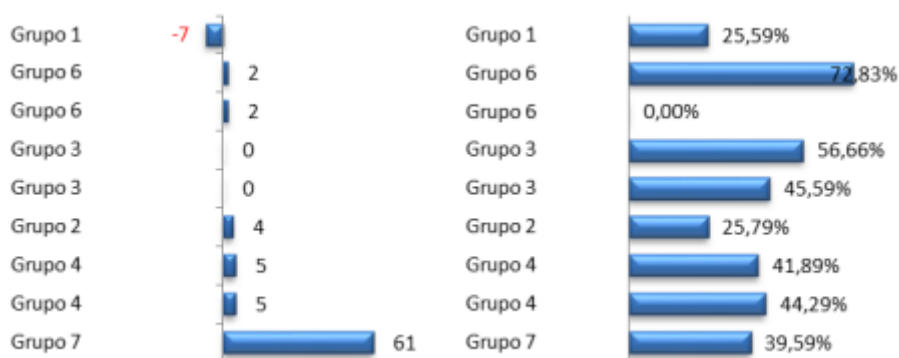 Grupo 1 -7 Grupo 1 25,59%
Grupo 6 2 Grupo 6 72,83%
Grupo 6 2 Grupo 6 0,00%
Grupo 3 0 Grupo 3 56,66%
Grupo 3 0 Grupo 3 45,59%
Grupo 2 4 Grupo 2 25,79%
Grupo 4 5 Grupo 4 41,89%
Grupo 4 5 Grupo 4 44,29%
Grupo 7 61 Grupo 7 39,59%